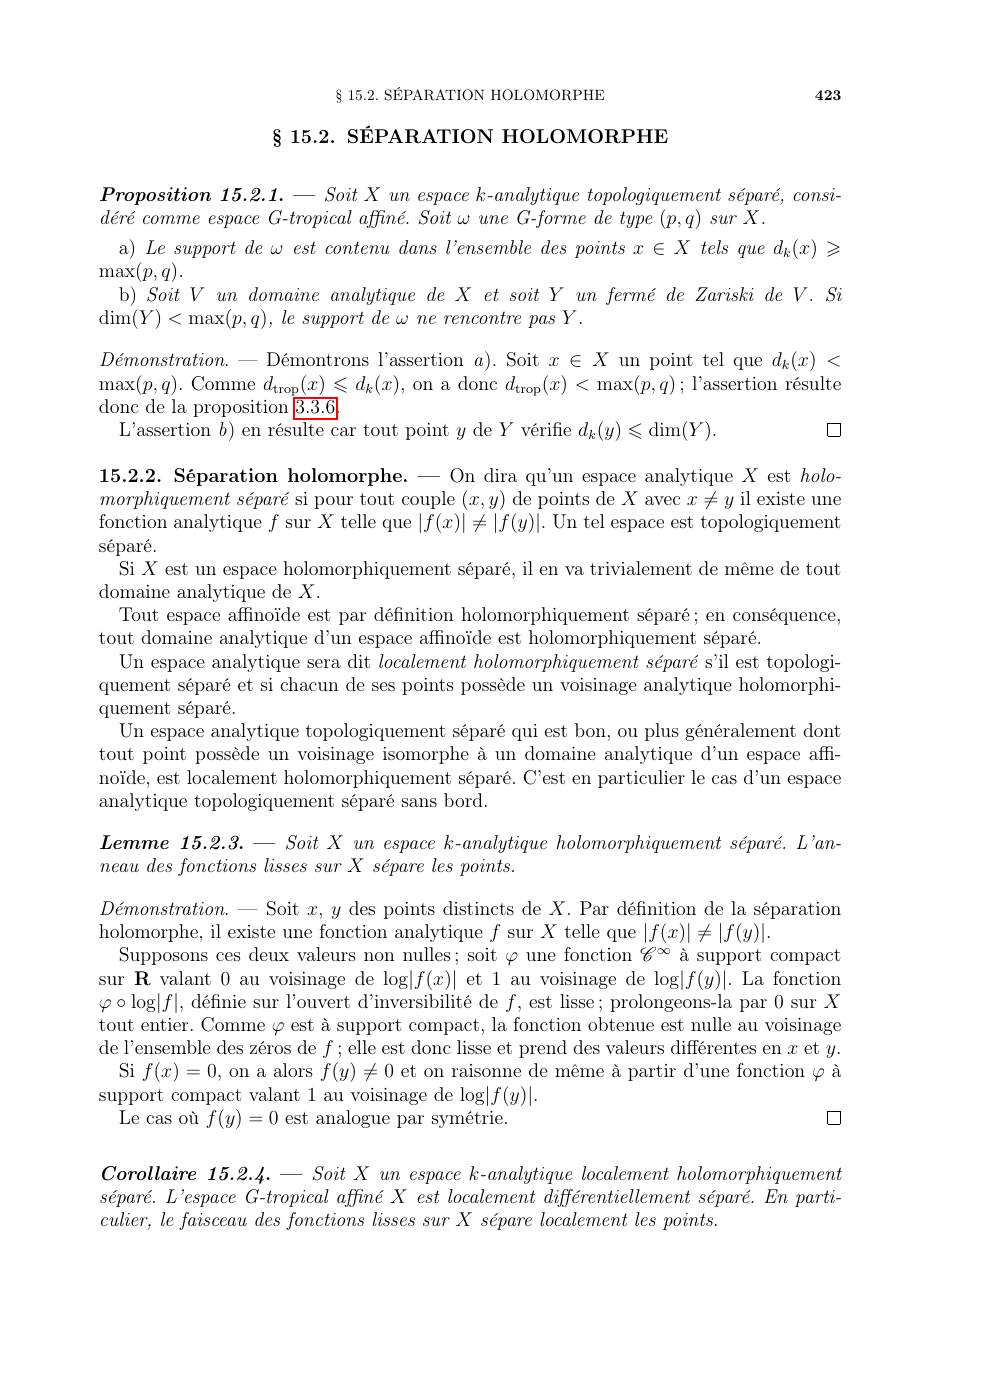 § 15.2. SÉPARATION HOLOMORPHE 423
§ 15.2. SÉPARATION HOLOMORPHE
Proposition 15.2.1. — Soit X un espace k-analytique topologiquement séparé, consi-
déré comme espace G-tropical affiné. Soit ω une G-forme de type (p, q) sur X.
a) Le support de ω est contenu dans l'ensemble des points x ∈ X tels que dₖ(x) ⩾
max(p, q).
b) Soit V un domaine analytique de X et soit Y un fermé de Zariski de V. Si
dim(Y) < max(p, q), le support de ω ne rencontre pas Y.
Démonstration. — Démontrons l'assertion a). Soit x ∈ X un point tel que dₖ(x) <
max(p, q). Comme d_trop(x) ⩽ dₖ(x), on a donc d_trop(x) < max(p, q) ; l'assertion résulte
donc de la proposition 3.3.6.
L'assertion b) en résulte car tout point y de Y vérifie dₖ(y) ⩽ dim(Y). □
15.2.2. Séparation holomorphe. — On dira qu'un espace analytique X est holo-
morphiquement séparé si pour tout couple (x, y) de points de X avec x ≠ y il existe une
fonction analytique f sur X telle que |f(x)| ≠ |f(y)|. Un tel espace est topologiquement
séparé.
Si X est un espace holomorphiquement séparé, il en va trivialement de même de tout
domaine analytique de X.
Tout espace affinoïde est par définition holomorphiquement séparé ; en conséquence,
tout domaine analytique d'un espace affinoïde est holomorphiquement séparé.
Un espace analytique sera dit localement holomorphiquement séparé s'il est topologi-
quement séparé et si chacun de ses points possède un voisinage analytique holomorphi-
quement séparé.
Un espace analytique topologiquement séparé qui est bon, ou plus généralement dont
tout point possède un voisinage isomorphe à un domaine analytique d'un espace affi-
noïde, est localement holomorphiquement séparé. C'est en particulier le cas d'un espace
analytique topologiquement séparé sans bord.
Lemme 15.2.3. — Soit X un espace k-analytique holomorphiquement séparé. L'an-
neau des fonctions lisses sur X sépare les points.
Démonstration. — Soit x, y des points distincts de X. Par définition de la séparation
holomorphe, il existe une fonction analytique f sur X telle que |f(x)| ≠ |f(y)|.
Supposons ces deux valeurs non nulles ; soit φ une fonction 𝒞^∞ à support compact
sur R valant 0 au voisinage de log|f(x)| et 1 au voisinage de log|f(y)|. La fonction
φ ∘ log|f|, définie sur l'ouvert d'inversibilité de f, est lisse ; prolongeons-la par 0 sur X
tout entier. Comme φ est à support compact, la fonction obtenue est nulle au voisinage
de l'ensemble des zéros de f ; elle est donc lisse et prend des valeurs différentes en x et y.
Si f(x) = 0, on a alors f(y) ≠ 0 et on raisonne de même à partir d'une fonction φ à
support compact valant 1 au voisinage de log|f(y)|.
Le cas où f(y) = 0 est analogue par symétrie. □
Corollaire 15.2.4. — Soit X un espace k-analytique localement holomorphiquement
séparé. L'espace G-tropical affiné X est localement différentiellement séparé. En parti-
culier, le faisceau des fonctions lisses sur X sépare localement les points.